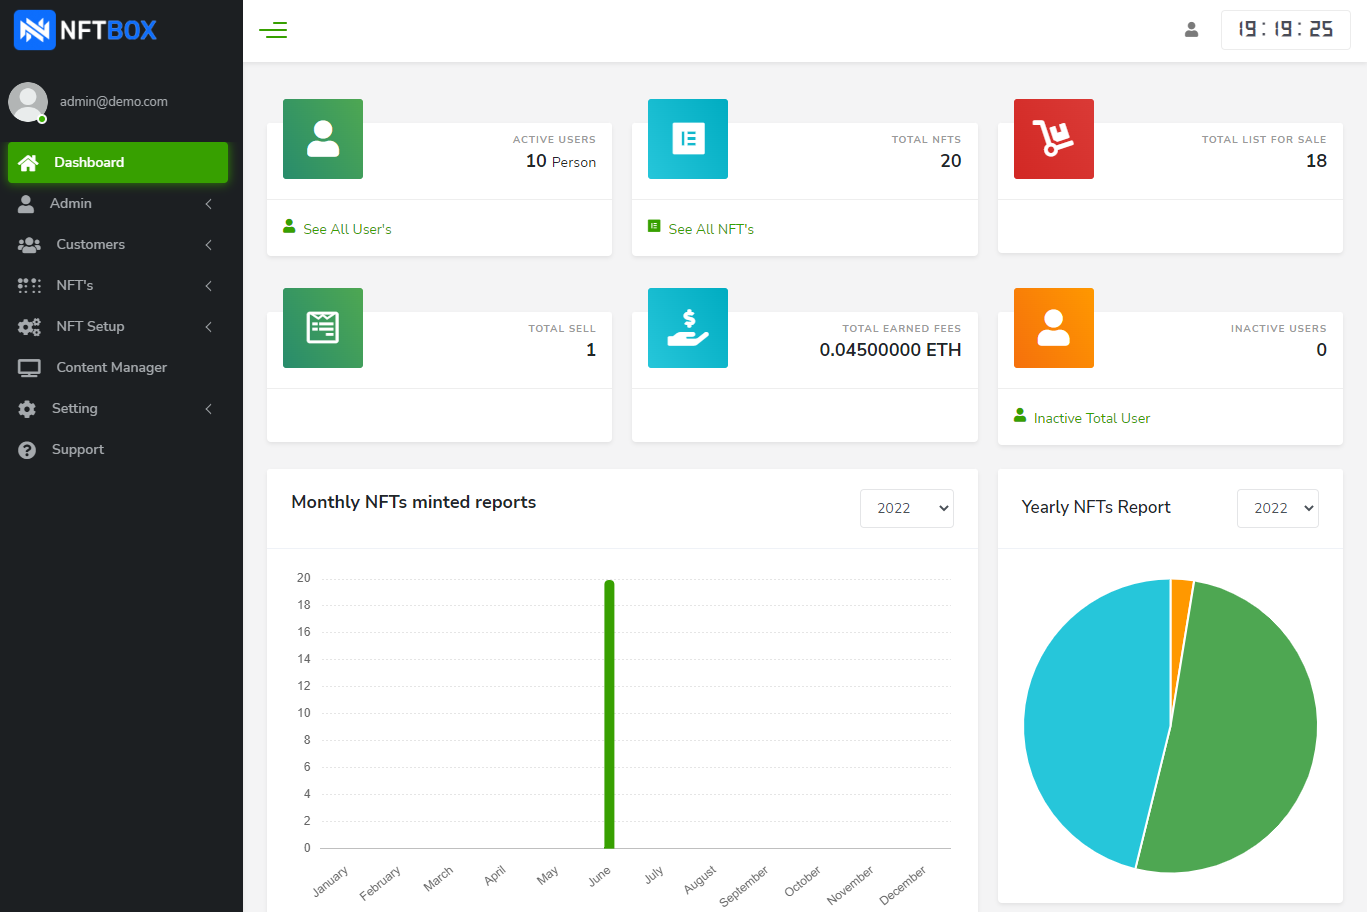 NFTBOX
19:19:25
admin@demo.com
Dashboard
Admin
Customers
NFT's
NFT Setup
Content Manager
Setting
Support
ACTIVE USERS
10 Person
See All User's
TOTAL NFTS
20
See All NFT's
TOTAL LIST FOR SALE
18
TOTAL SELL
1
TOTAL EARNED FEES
0.04500000 ETH
INACTIVE USERS
0
Inactive Total User
Monthly NFTs minted reports
2022
20
18
16
14
12
10
8
6
4
2
0
January
February
March
April
May
June
July
August
September
October
November
December
Yearly NFTs Report
2022